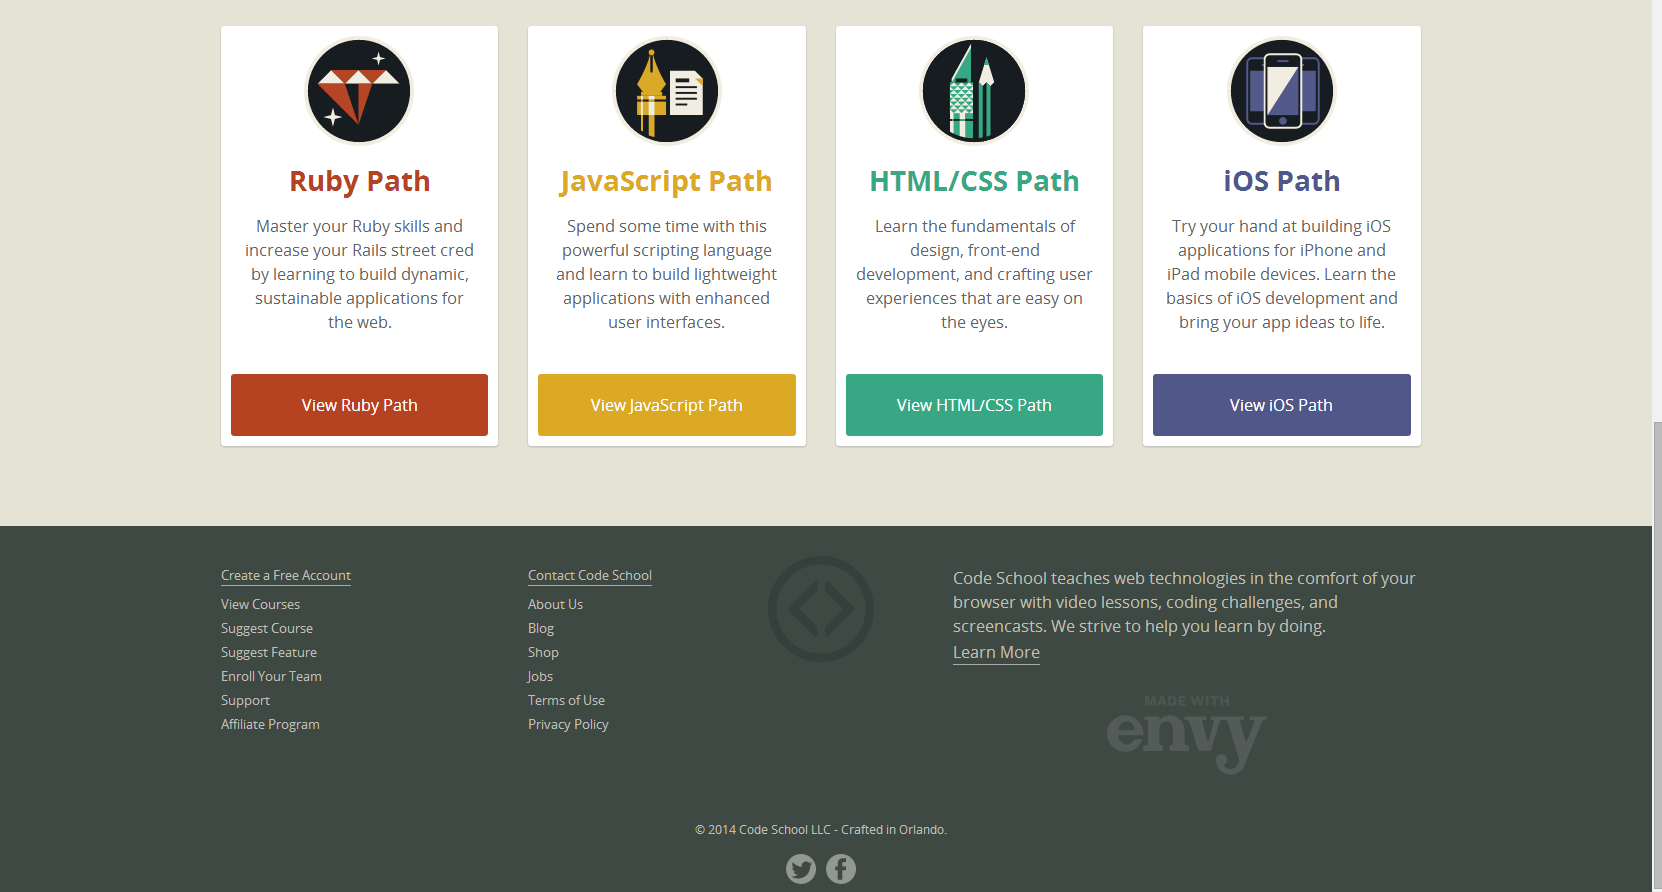 Ruby Path
Master your Ruby skills and
increase your Rails street cred
by learning to build dynamic,
sustainable applications for
the web.
View Ruby Path
JavaScript Path
Spend some time with this
powerful scripting language
and learn to build lightweight
applications with enhanced
user interfaces.
View JavaScript Path
HTML/CSS Path
Learn the fundamentals of
design, front-end
development, and crafting user
experiences that are easy on
the eyes.
View HTML/CSS Path
iOS Path
Try your hand at building iOS
applications for iPhone and
iPad mobile devices. Learn the
basics of iOS development and
bring your app ideas to life.
View iOS Path
Create a Free Account
View Courses
Suggest Course
Suggest Feature
Enroll Your Team
Support
Affiliate Program
Contact Code School
About Us
Blog
Shop
Jobs
Terms of Use
Privacy Policy
Code School teaches web technologies in the comfort of your
browser with video lessons, coding challenges, and
screencasts. We strive to help you learn by doing.
Learn More
MADE WITH
envy
© 2014 Code School LLC - Crafted in Orlando.